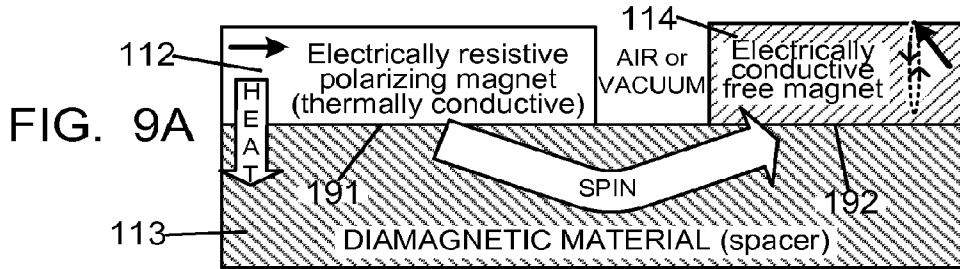 FIG. 9A
112
Electrically resistive
polarizing magnet
(thermally conductive)
HEAT
AIR or
VACUUM
114
Electrically
conductive
free magnet
191
SPIN
192
113
DIAMAGNETIC MATERIAL (spacer)